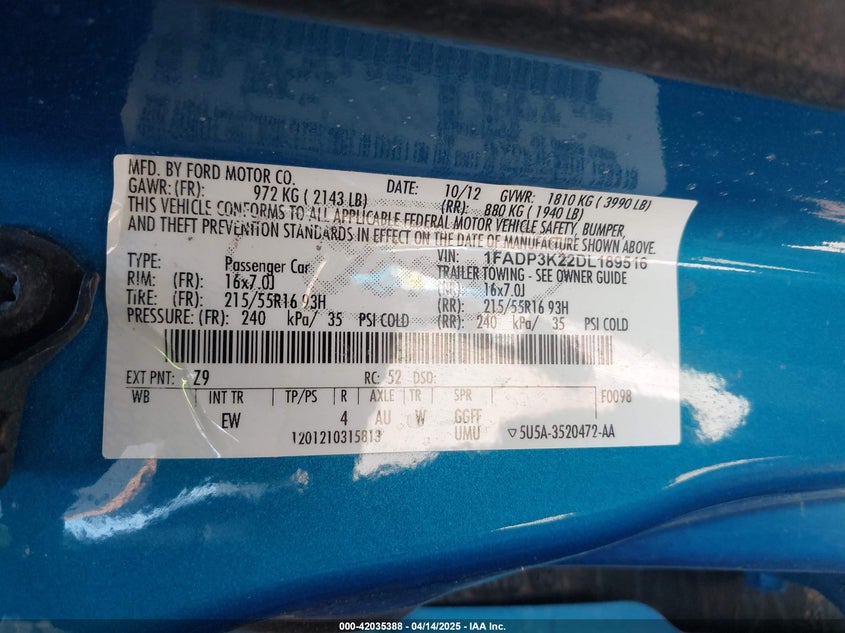 MFD. BY FORD MOTOR CO. DATE: 10/12 GVWR: 1810 KG ( 3990 LB)
GAWR: (FR): 972 KG ( 2143 LB) (RR): 880 KG ( 1940 LB)
THIS VEHICLE CONFORMS TO ALL APPLICABLE FEDERAL MOTOR VEHICLE SAFETY, BUMPER,
AND THEFT PREVENTION STANDARDS IN EFFECT ON THE DATE OF MANUFACTURE SHOWN ABOVE.
VIN: 1FADP3K22DL169516
TYPE: Passenger Car TRAILER TOWING - SEE OWNER GUIDE
RIM: (FR): 16x7.0J (RR): 16x7.0J
TIRE: (FR): 215/55R16 93H (RR): 215/55R16 93H
PRESSURE: (FR): 240 kPa/ 35 PSI COLD (RR): 240 kPa/ 35 PSI COLD
EXT PNT: Z9 RC: 52 DSO:
WB INT TR TP/PS R AXLE TR SPR F0098
EW 4 AU W GGFF
1201210315813 UMU ▽5U5A-3520472-AA
000-42035388 - 04/14/2025 - IAA Inc.